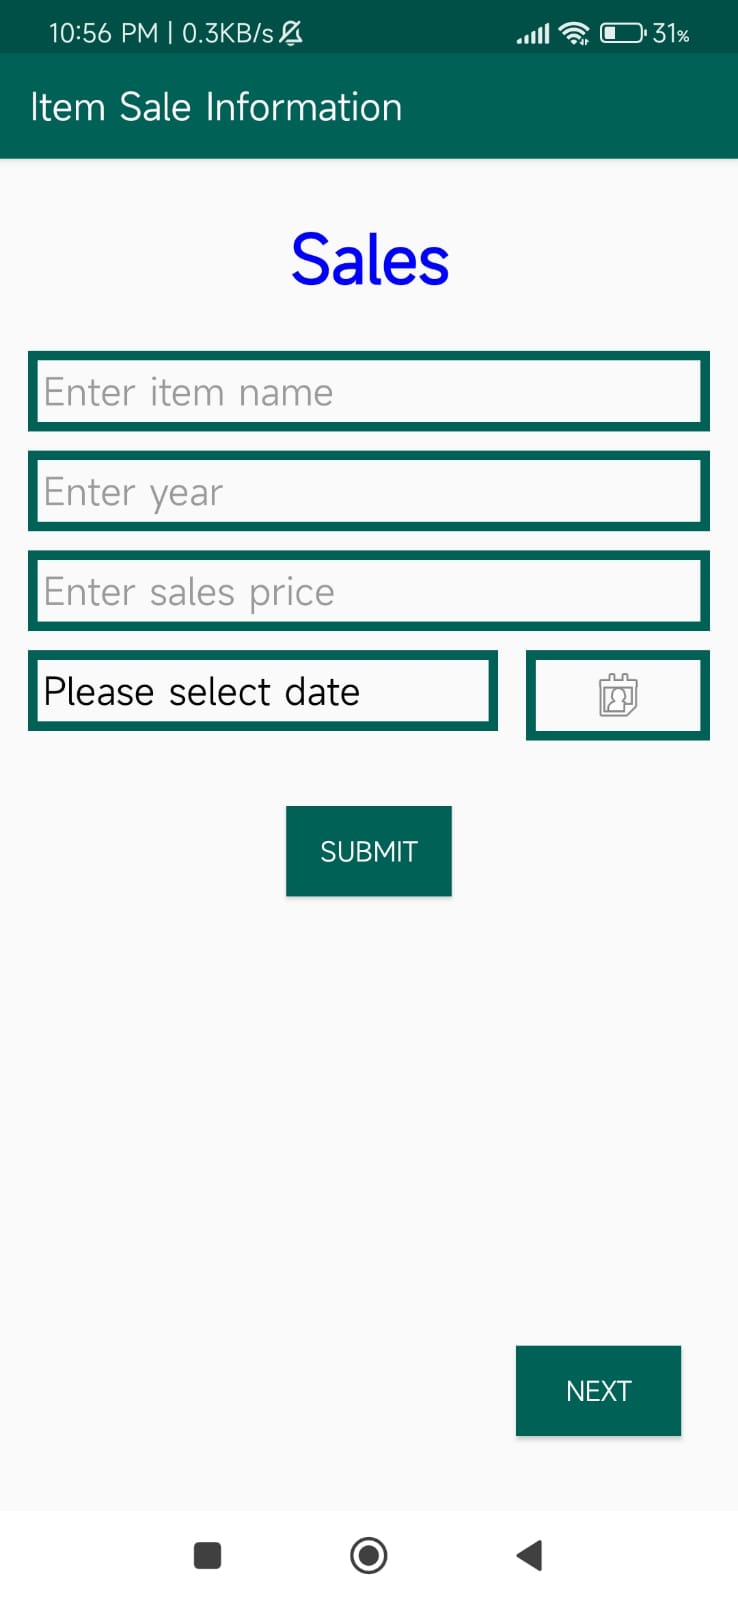 10:56 PM | 0.3KB/s 31%
Item Sale Information
Sales
Enter item name
Enter year
Enter sales price
Please select date
SUBMIT
NEXT